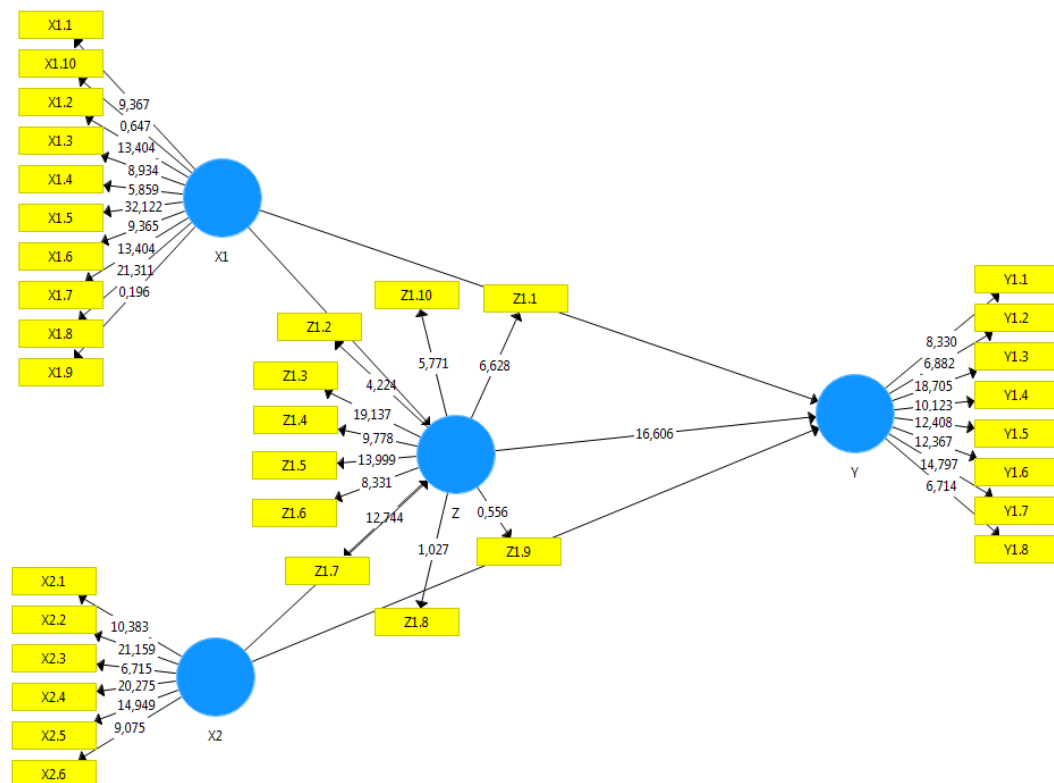 X1.1
X1.10
X1.2
X1.3
X1.4
X1.5
X1.6
X1.7
X1.8
X1.9
9,367
0,647
13,404
8,934
5,859
32,122
9,365
13,404
21,311
0,196
X1
Z1.10
Z1.1
Z1.2
Z1.3
Z1.4
Z1.5
Z1.6
Z1.7
Z1.8
Z1.9
5,771
6,628
4,224
19,137
9,778
13,999
8,331
12,744
1,027
0,556
Z
16,606
Y1.1
Y1.2
Y1.3
Y1.4
Y1.5
Y1.6
Y1.7
Y1.8
8,330
6,882
18,705
10,123
12,408
12,367
14,797
6,714
Y
X2.1
X2.2
X2.3
X2.4
X2.5
X2.6
10,383
21,159
6,715
20,275
14,949
9,075
X2